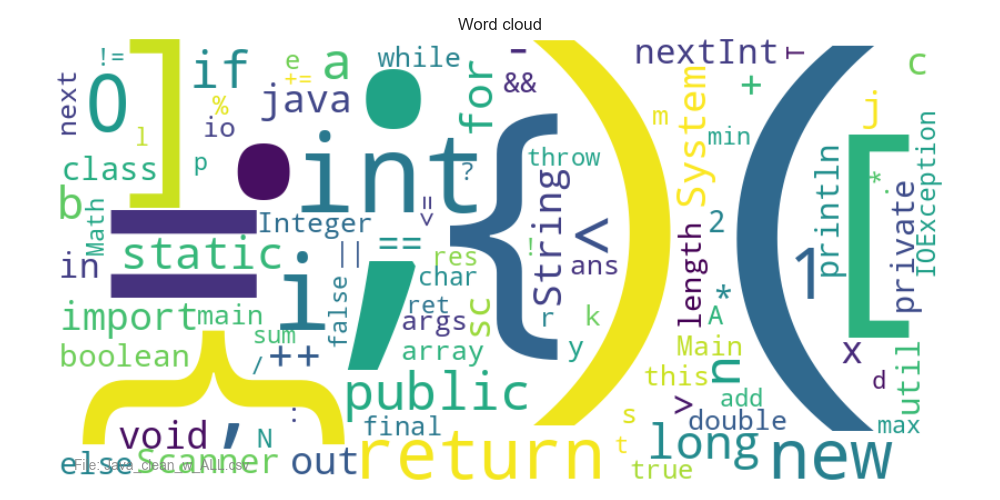 Word cloud
!= ] if e a while - nextInt T c
next 0 % += java . for && System + j
l io int m min
class p . ? throw println [ * IOException
b Math = Integer <= { String ) 2 ( private
in static || == res ! < ans length 1 .
i false ; char ret * A
import main sum args sc r k
boolean / ++ array y Main x util
{ public this n d
void , N : final s > add double max
else Scanner out return t long true new
File: Java_clean_w_ALL.csv